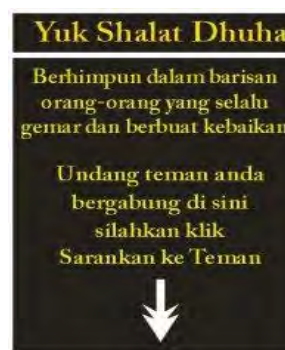 Yuk Shalat Dhuha
Berhimpun dalam barisan
orang-orang yang selalu
gemar dan berbuat kebaikan
Undang teman anda
bergabung di sini
silahkan klik
Sarankan ke Teman